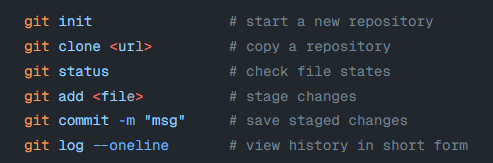 git init # start a new repository
git clone <url> # copy a repository
git status # check file states
git add <file> # stage changes
git commit -m "msg" # save staged changes
git log --oneline # view history in short form